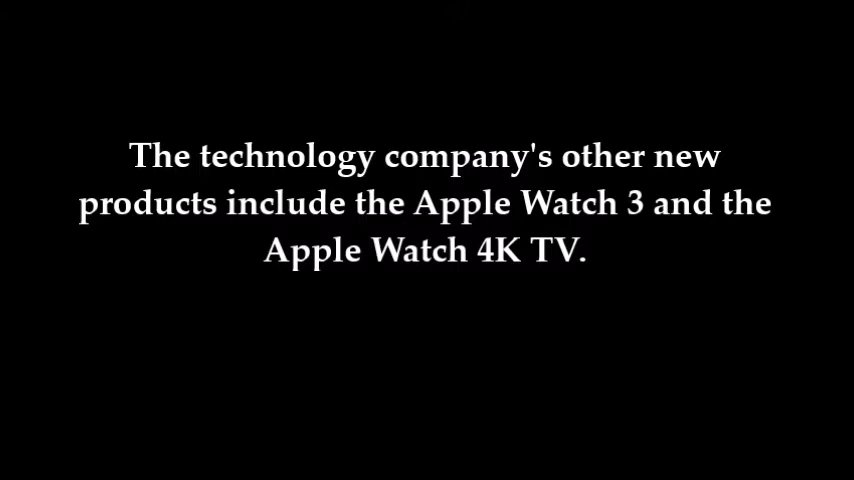 The technology company's other new
products include the Apple Watch 3 and the
Apple Watch 4K TV.